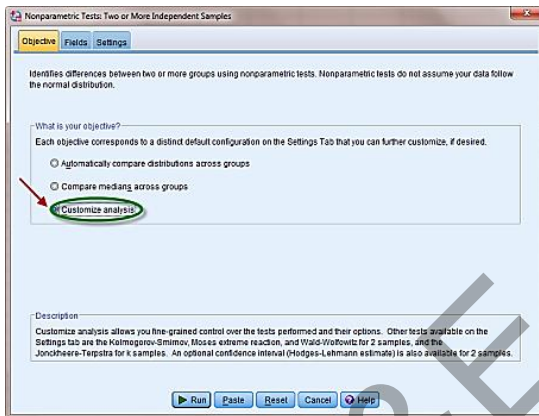 Nonparametric Tests: Two or More Independent Samples
Objective Fields Settings
Identifies differences between two or more groups using nonparametric tests. Nonparametric tests do not assume your data follow
the normal distribution.
What is your objective?
Each objective corresponds to a distinct default configuration on the Settings Tab that you can further customize, if desired.
Automatically compare distributions across groups
Compare medians across groups
Customize analysis
Description
Customize analysis allows you fine-grained control over the tests performed and their options. Other tests available on the
Settings tab are the Kolmogorov-Smirnov, Moses extreme reaction, and Wald-Wolfowitz for 2 samples, and the
Jonckheere-Terpstra for k samples. An optional confidence interval (Hodges-Lehmann estimate) is also available for 2 samples.
Run Paste Reset Cancel Help